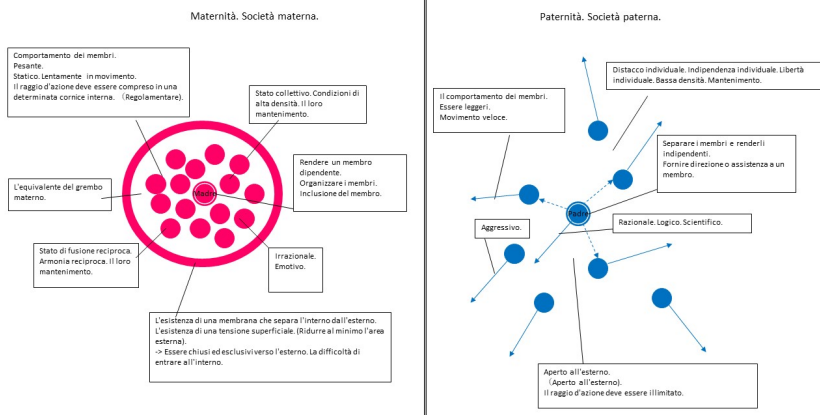 Maternità. Società materna.
Comportamento dei membri.
Pesante.
Statico. Lentamente in movimento.
Il raggio d'azione deve essere compreso in una
determinata cornice interna. （Regolamentare).
Stato collettivo. Condizioni di
alta densità. Il loro
mantenimento.
Rendere un membro
dipendente.
Organizzare i membri.
Inclusione del membro.
L'equivalente del grembo
materno.
Madre
Stato di fusione reciproca.
Armonia reciproca. Il loro
mantenimento.
Irrazionale.
Emotivo.
L'esistenza di una membrana che separa l'interno dall'esterno.
L'esistenza di una tensione superficiale. (Ridurre al minimo l'area
esterna).
-> Essere chiusi ed esclusivi verso l'esterno. La difficoltà di
entrare all'interno.
Paternità. Società paterna.
Distacco individuale. Indipendenza individuale. Libertà
individuale. Bassa densità. Mantenimento.
Il comportamento dei membri.
Essere leggeri.
Movimento veloce.
Separare i membri e renderli
indipendenti.
Fornire direzione o assistenza a un
membro.
Padre
Aggressivo.
Razionale. Logico. Scientifico.
Aperto all'esterno.
（Aperto all'esterno).
Il raggio d'azione deve essere illimitato.